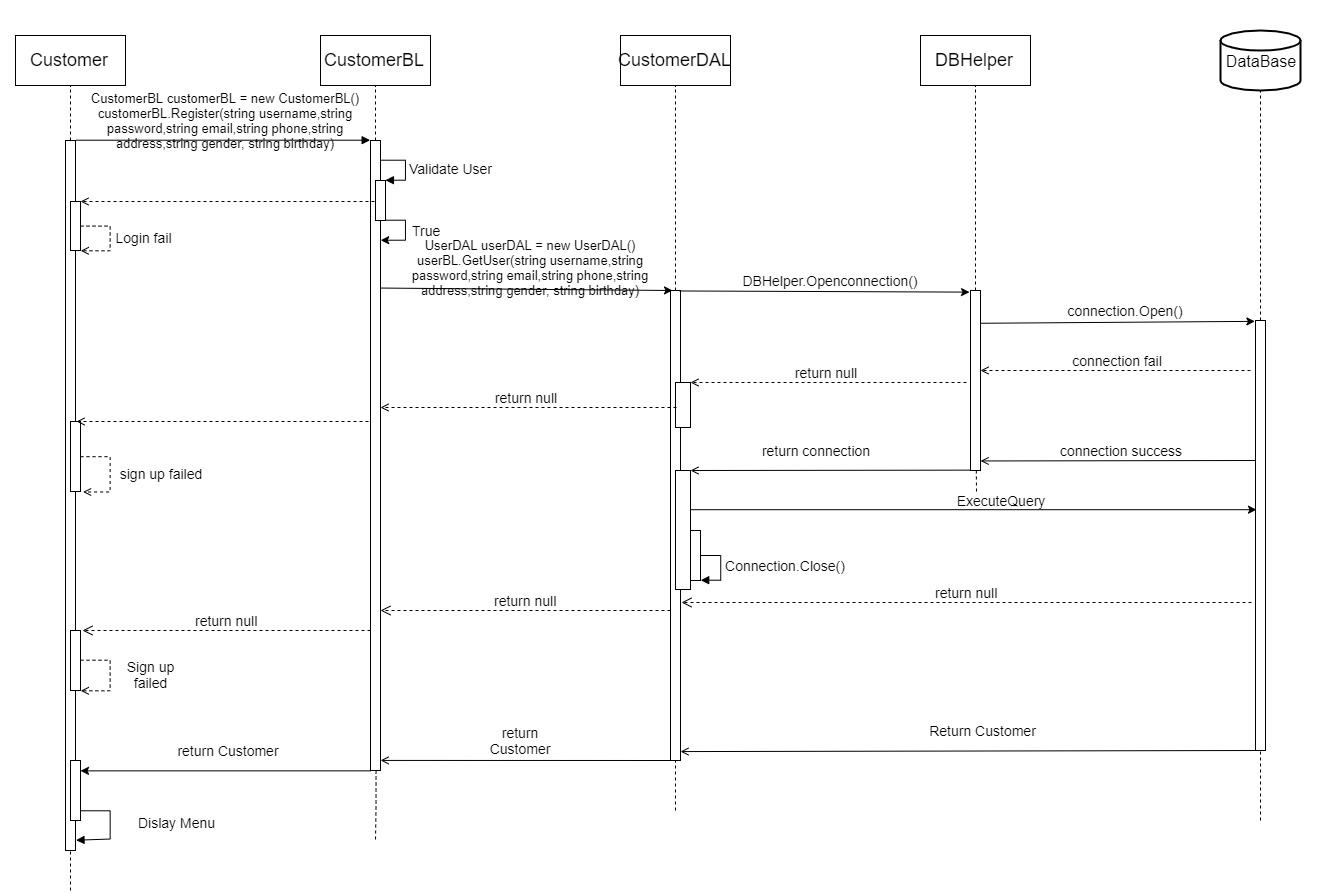 Customer
CustomerBL
CustomerDAL
DBHelper
DataBase
CustomerBL customerBL = new CustomerBL()
customerBL.Register(string username,string
password,string email,string phone,string
address,string gender, string birthday)
Validate User
Login fail
True
UserDAL userDAL = new UserDAL()
userBL.GetUser(string username,string
password,string email,string phone,string
address,string gender, string birthday)
DBHelper.Openconnection()
connection.Open()
connection fail
return null
return null
return connection
connection success
sign up failed
ExecuteQuery
Connection.Close()
return null
return null
return null
Sign up
failed
Return Customer
return
Customer
return Customer
Dislay Menu